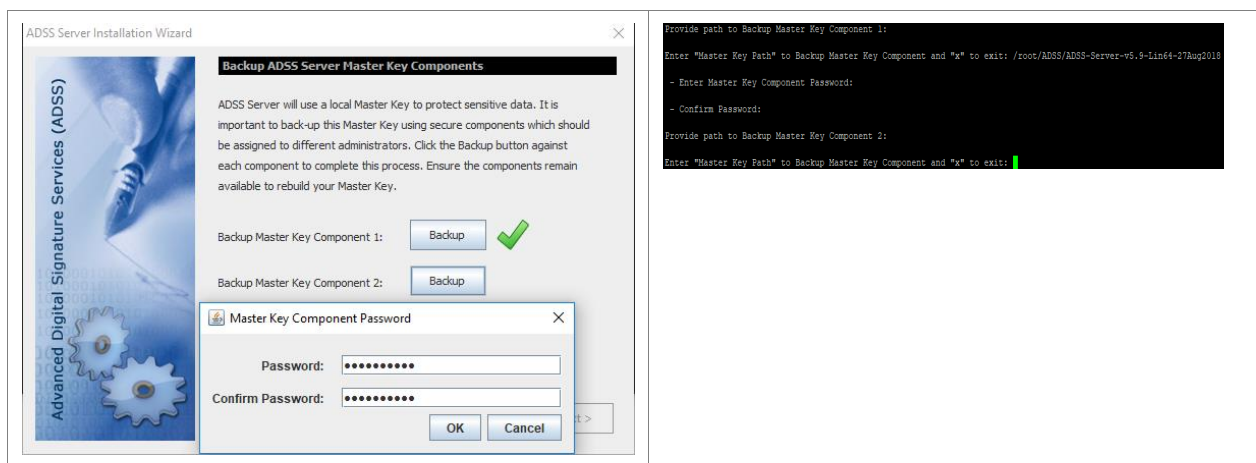 ADSS Server Installation Wizard
Advanced Digital Signature Services (ADSS)
Backup ADSS Server Master Key Components
ADSS Server will use a local Master Key to protect sensitive data. It is
important to back-up this Master Key using secure components which should
be assigned to different administrators. Click the Backup button against
each component to complete this process. Ensure the components remain
available to rebuild your Master Key.
Backup Master Key Component 1: Backup
Backup Master Key Component 2: Backup
Master Key Component Password
Password: ●●●●●●●●●●
Confirm Password: ●●●●●●●●●●
OK Cancel
Provide path to Backup Master Key Component 1:
Enter "Master Key Path" to Backup Master Key Component and "x" to exit: /root/ADSS/ADSS-Server-v5.9-Lin64-27Aug2018
- Enter Master Key Component Password:
- Confirm Password:
Provide path to Backup Master Key Component 2:
Enter "Master Key Path" to Backup Master Key Component and "x" to exit: